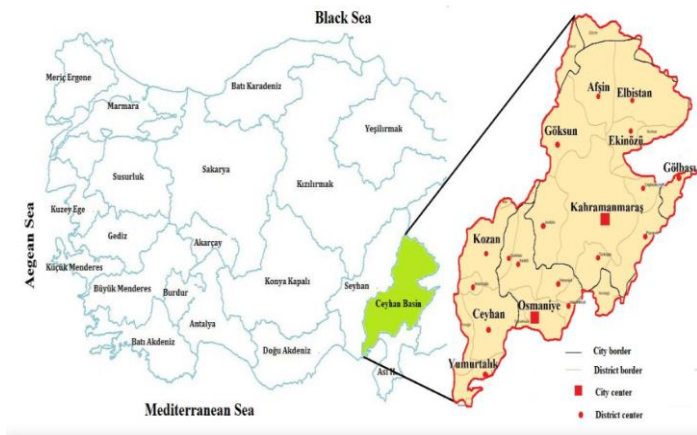 Black Sea
Meriç Ergene
Marmara
Batı Karadeniz
Yeşilırmak
Susurluk
Sakarya
Kızılırmak
Kuzey Ege
Gediz
Akarçay
Küçük Menderes
Büyük Menderes
Burdur
Konya Kapalı
Seyhan
Ceyhan Basin
Antalya
Batı Akdeniz
Doğu Akdeniz
Aegean Sea
Mediterranean Sea
Afşin
Elbistan
Göksun
Ekinözü
Gölbaşı
Kahramanmaraş
Kozan
Osmaniye
Ceyhan
Yumurtalık
City border
District border
City center
District center